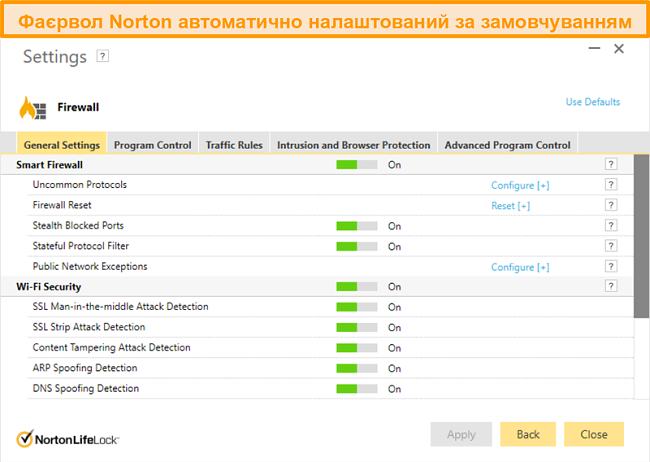 Фаєрвол Norton автоматично налаштований за замовчуванням
Settings ?
Firewall
Use Defaults
General Settings Program Control Traffic Rules Intrusion and Browser Protection Advanced Program Control
Smart Firewall On ?
Uncommon Protocols Configure [+] ?
Firewall Reset Reset [+] ?
Stealth Blocked Ports On ?
Stateful Protocol Filter On ?
Public Network Exceptions Configure [+] ?
Wi-Fi Security On ?
SSL Man-in-the-middle Attack Detection On
SSL Strip Attack Detection On
Content Tampering Attack Detection On
ARP Spoofing Detection On
DNS Spoofing Detection On
NortonLifeLock
Apply Back Close